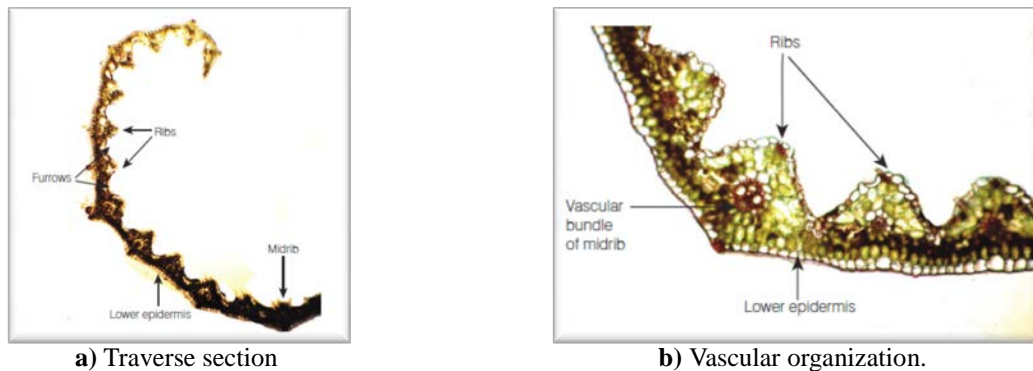 Ribs
Furrows
Midrib
Lower epidermis
Ribs
Vascular
bundle
of midrib
Lower epidermis
a) Traverse section
b) Vascular organization.